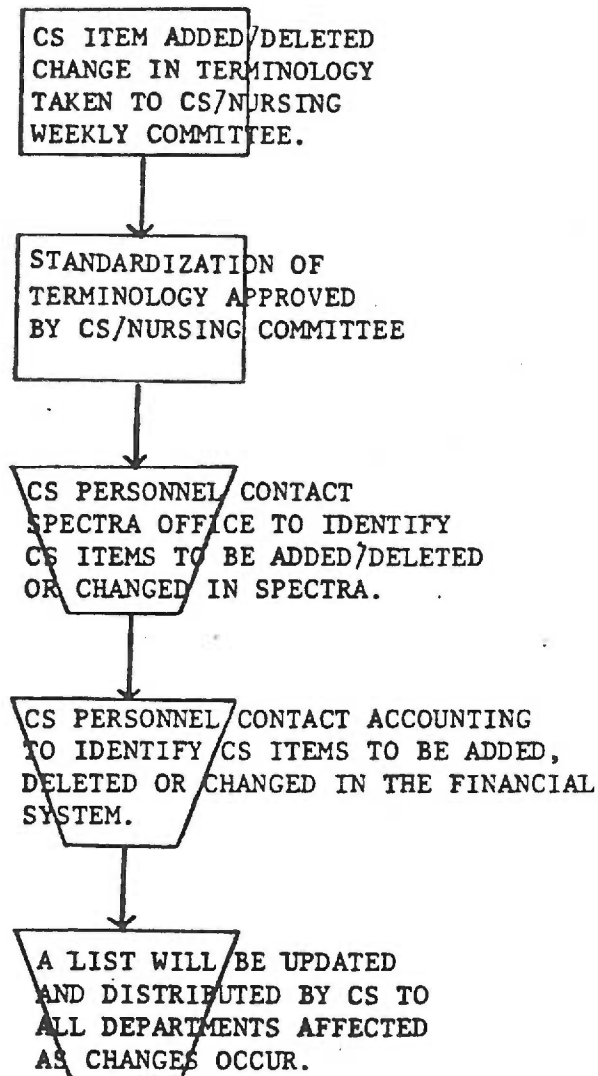 CS ITEM ADDED/DELETED
CHANGE IN TERMINOLOGY
TAKEN TO CS/NURSING
WEEKLY COMMITTEE.
STANDARDIZATION OF
TERMINOLOGY APPROVED
BY CS/NURSING COMMITTEE
CS PERSONNEL CONTACT
SPECTRA OFFICE TO IDENTIFY
CS ITEMS TO BE ADDED/DELETED
OR CHANGED IN SPECTRA.
CS PERSONNEL CONTACT ACCOUNTING
TO IDENTIFY CS ITEMS TO BE ADDED,
DELETED OR CHANGED IN THE FINANCIAL
SYSTEM.
A LIST WILL BE UPDATED
AND DISTRIBUTED BY CS TO
ALL DEPARTMENTS AFFECTED
AS CHANGES OCCUR.